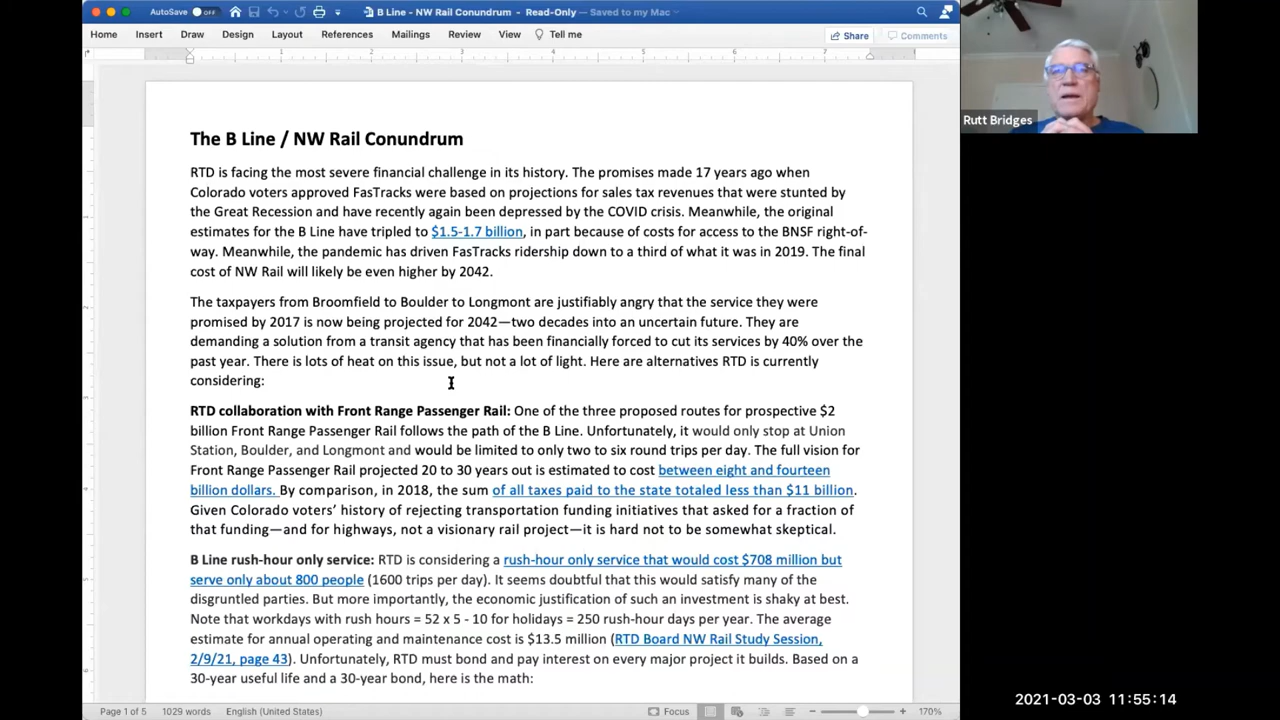 AutoSave OFF
B Line - NW Rail Conundrum - Read-Only — Saved to my Mac
Home Insert Draw Design Layout References Mailings Review View Tell me Share Comments
1 2 3 4 5 6 7
The B Line / NW Rail Conundrum
RTD is facing the most severe financial challenge in its history. The promises made 17 years ago when
Colorado voters approved FasTracks were based on projections for sales tax revenues that were stunted by
the Great Recession and have recently again been depressed by the COVID crisis. Meanwhile, the original
estimates for the B Line have tripled to $1.5-1.7 billion, in part because of costs for access to the BNSF right-of-
way. Meanwhile, the pandemic has driven FasTracks ridership down to a third of what it was in 2019. The final
cost of NW Rail will likely be even higher by 2042.
The taxpayers from Broomfield to Boulder to Longmont are justifiably angry that the service they were
promised by 2017 is now being projected for 2042—two decades into an uncertain future. They are
demanding a solution from a transit agency that has been financially forced to cut its services by 40% over the
past year. There is lots of heat on this issue, but not a lot of light. Here are alternatives RTD is currently
considering:
RTD collaboration with Front Range Passenger Rail: One of the three proposed routes for prospective $2
billion Front Range Passenger Rail follows the path of the B Line. Unfortunately, it would only stop at Union
Station, Boulder, and Longmont and would be limited to only two to six round trips per day. The full vision for
Front Range Passenger Rail projected 20 to 30 years out is estimated to cost between eight and fourteen
billion dollars. By comparison, in 2018, the sum of all taxes paid to the state totaled less than $11 billion.
Given Colorado voters’ history of rejecting transportation funding initiatives that asked for a fraction of
that funding—and for highways, not a visionary rail project—it is hard not to be somewhat skeptical.
B Line rush-hour only service: RTD is considering a rush-hour only service that would cost $708 million but
serve only about 800 people (1600 trips per day). It seems doubtful that this would satisfy many of the
disgruntled parties. But more importantly, the economic justification of such an investment is shaky at best.
Note that workdays with rush hours = 52 x 5 - 10 for holidays = 250 rush-hour days per year. The average
estimate for annual operating and maintenance cost is $13.5 million (RTD Board NW Rail Study Session,
2/9/21, page 43). Unfortunately, RTD must bond and pay interest on every major project it builds. Based on a
30-year useful life and a 30-year bond, here is the math:
Page 1 of 5 1029 words English (United States) Focus 170%
Rutt Bridges
2021-03-03 11:55:14